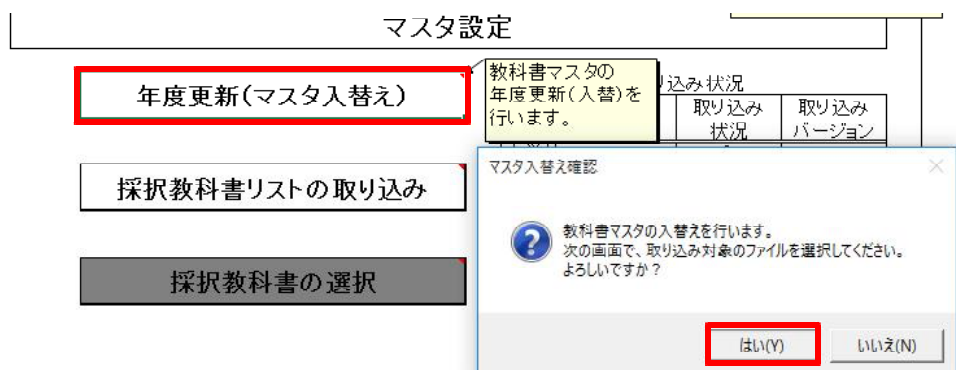 マスタ設定
年度更新(マスタ入替え)
教科書マスタの
年度更新(入替)を
行います。
り込み状況
取り込み
状況
取り込み
バージョン
採択教科書リストの取り込み
採択教科書の選択
マスタ入替え確認
教科書マスタの入替えを行います。
次の画面で、取り込み対象のファイルを選択してください。
よろしいですか?
はい(Y)
いいえ(N)